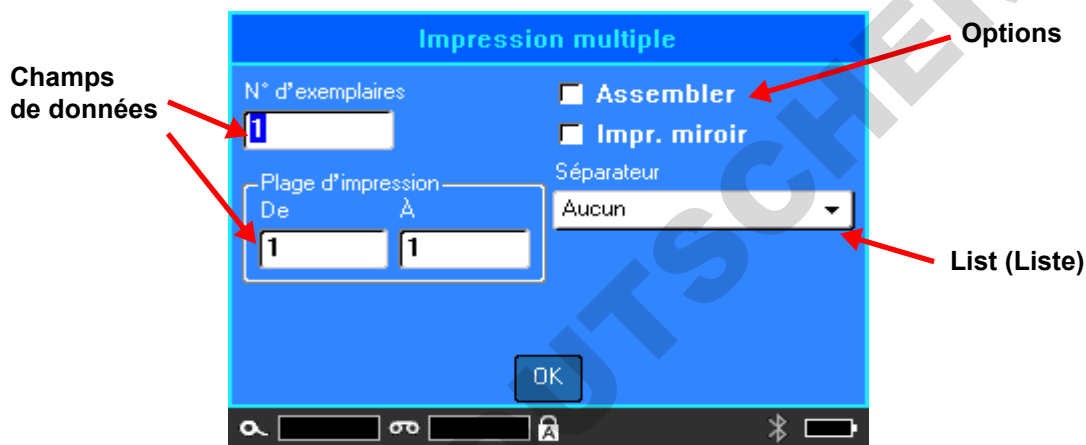 Impression multiple
Options
Champs
de données
N° d'exemplaires
1
Assembler
Impr. miroir
Séparateur
Aucun
Plage d'impression
De À
1 1
List (Liste)
OK
A